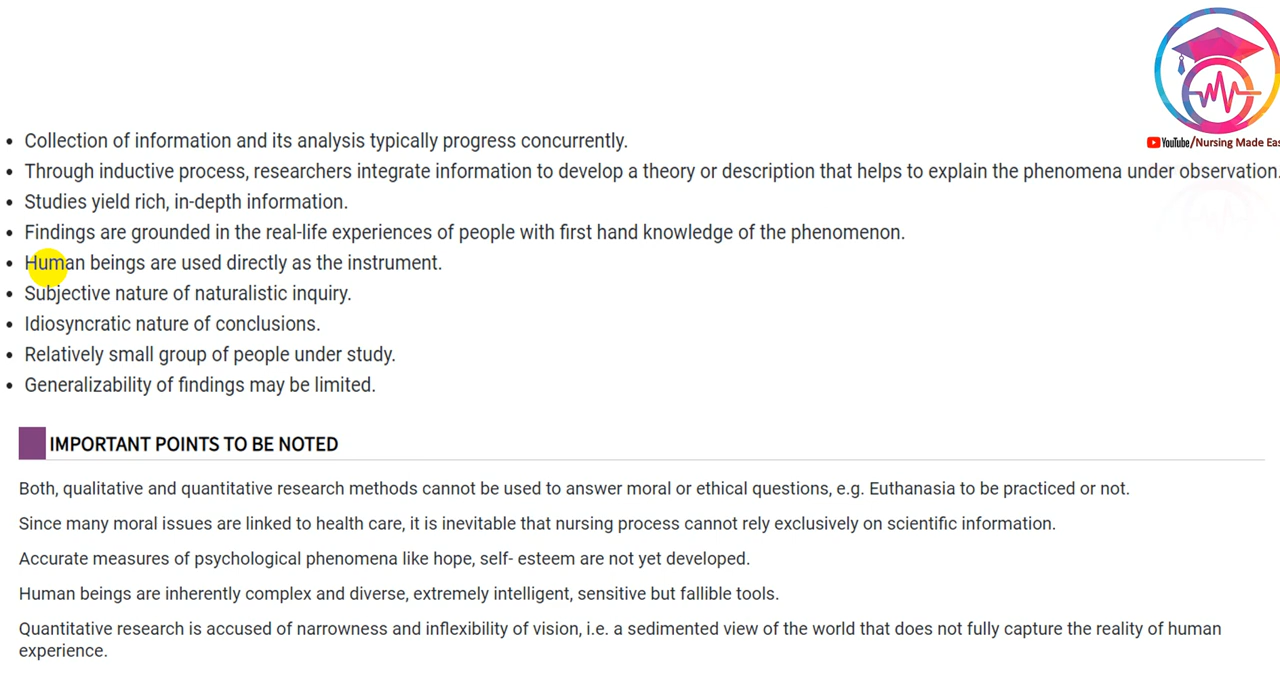 YouTube/Nursing Made Eas
• Collection of information and its analysis typically progress concurrently.
• Through inductive process, researchers integrate information to develop a theory or description that helps to explain the phenomena under observation.
• Studies yield rich, in-depth information.
• Findings are grounded in the real-life experiences of people with first hand knowledge of the phenomenon.
• Human beings are used directly as the instrument.
• Subjective nature of naturalistic inquiry.
• Idiosyncratic nature of conclusions.
• Relatively small group of people under study.
• Generalizability of findings may be limited.
IMPORTANT POINTS TO BE NOTED
Both, qualitative and quantitative research methods cannot be used to answer moral or ethical questions, e.g. Euthanasia to be practiced or not.
Since many moral issues are linked to health care, it is inevitable that nursing process cannot rely exclusively on scientific information.
Accurate measures of psychological phenomena like hope, self- esteem are not yet developed.
Human beings are inherently complex and diverse, extremely intelligent, sensitive but fallible tools.
Quantitative research is accused of narrowness and inflexibility of vision, i.e. a sedimented view of the world that does not fully capture the reality of human
experience.